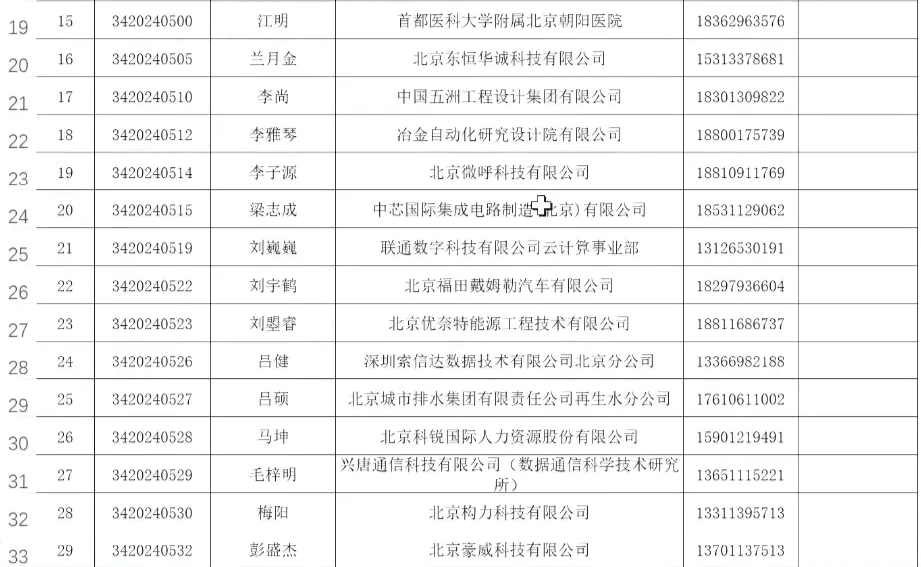 19 15 3420240500 江明 首都医科大学附属北京朝阳医院 18362963576
20 16 3420240505 兰月金 北京东恒华诚科技有限公司 15313378681
21 17 3420240510 李尚 中国五洲工程设计集团有限公司 18301309822
22 18 3420240512 李雅琴 冶金自动化研究设计院有限公司 18800175739
23 19 3420240514 李子源 北京微呼科技有限公司 18810911769
24 20 3420240515 梁志成 中芯国际集成电路制造 北京)有限公司 18531129062
25 21 3420240519 刘巍巍 联通数字科技有限公司云计算事业部 13126530191
26 22 3420240522 刘宇鹤 北京福田戴姆勒汽车有限公司 18297936604
27 23 3420240523 刘曌睿 北京优奈特能源工程技术有限公司 18811686737
28 24 3420240526 吕健 深圳索信达数据技术有限公司北京分公司 13366982188
29 25 3420240527 吕硕 北京城市排水集团有限责任公司再生水分公司 17610611002
30 26 3420240528 马坤 北京科锐国际人力资源股份有限公司 15901219491
31 27 3420240529 毛梓明 兴唐通信科技有限公司（数据通信科学技术研究 13651115221
所）
32 28 3420240530 梅阳 北京构力科技有限公司 13311395713
33 29 3420240532 彭盛杰 北京豪威科技有限公司 13701137513